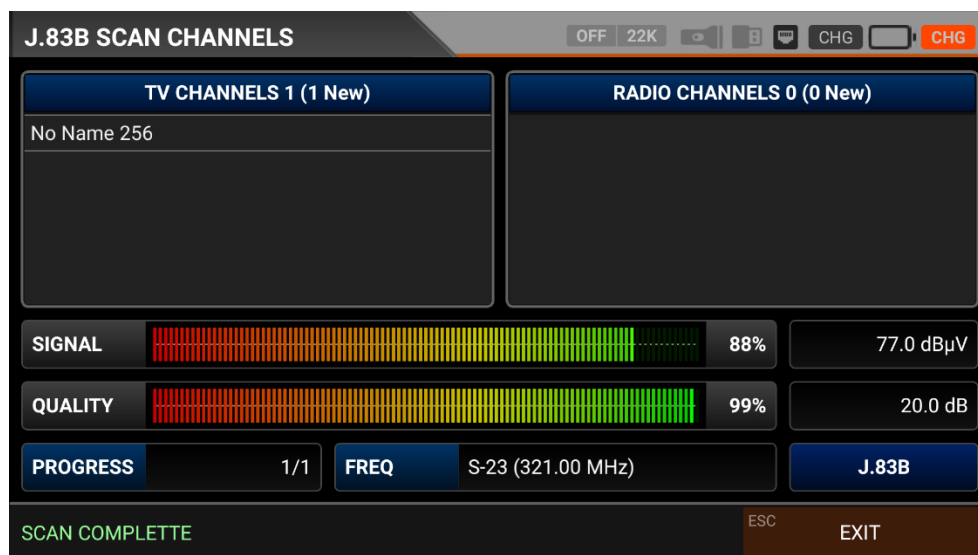 J.83B SCAN CHANNELS
OFF 22K CHG CHG
TV CHANNELS 1 (1 New)
No Name 256
RADIO CHANNELS 0 (0 New)
SIGNAL 88% 77.0 dBµV
QUALITY 99% 20.0 dB
PROGRESS 1/1 FREQ S-23 (321.00 MHz) J.83B
SCAN COMPLETTE ESC EXIT